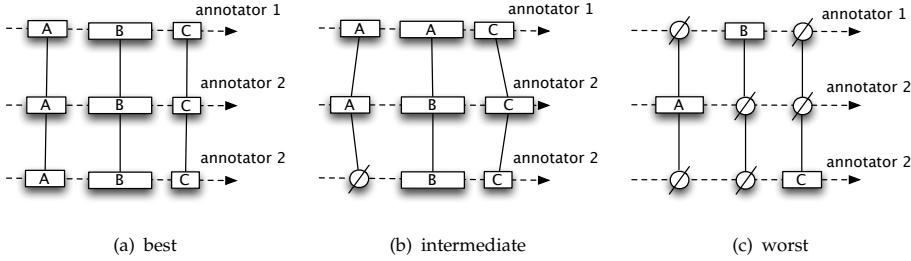 annotator 1 annotator 1 annotator 1
A B C A A C ∅ B ∅
annotator 2 annotator 2 annotator 2
A B C A B C A ∅ ∅
annotator 2 annotator 2 annotator 2
A B C ∅ B C ∅ ∅ C
(a) best (b) intermediate (c) worst